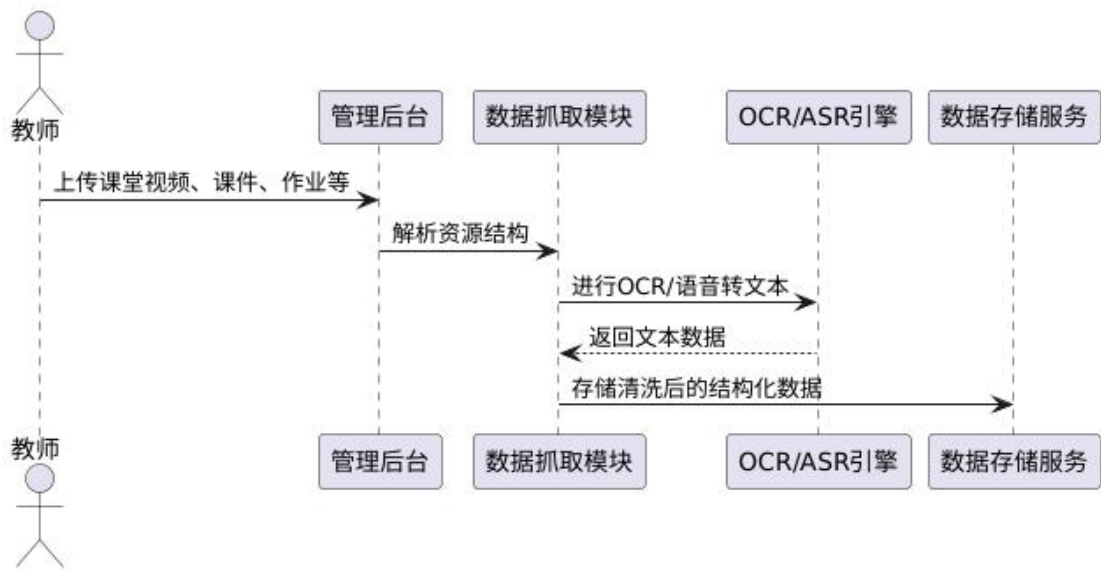 教师
管理后台
数据抓取模块
OCR/ASR引擎
数据存储服务
上传课堂视频、课件、作业等
解析资源结构
进行OCR/语音转文本
返回文本数据
存储清洗后的结构化数据
教师
管理后台
数据抓取模块
OCR/ASR引擎
数据存储服务